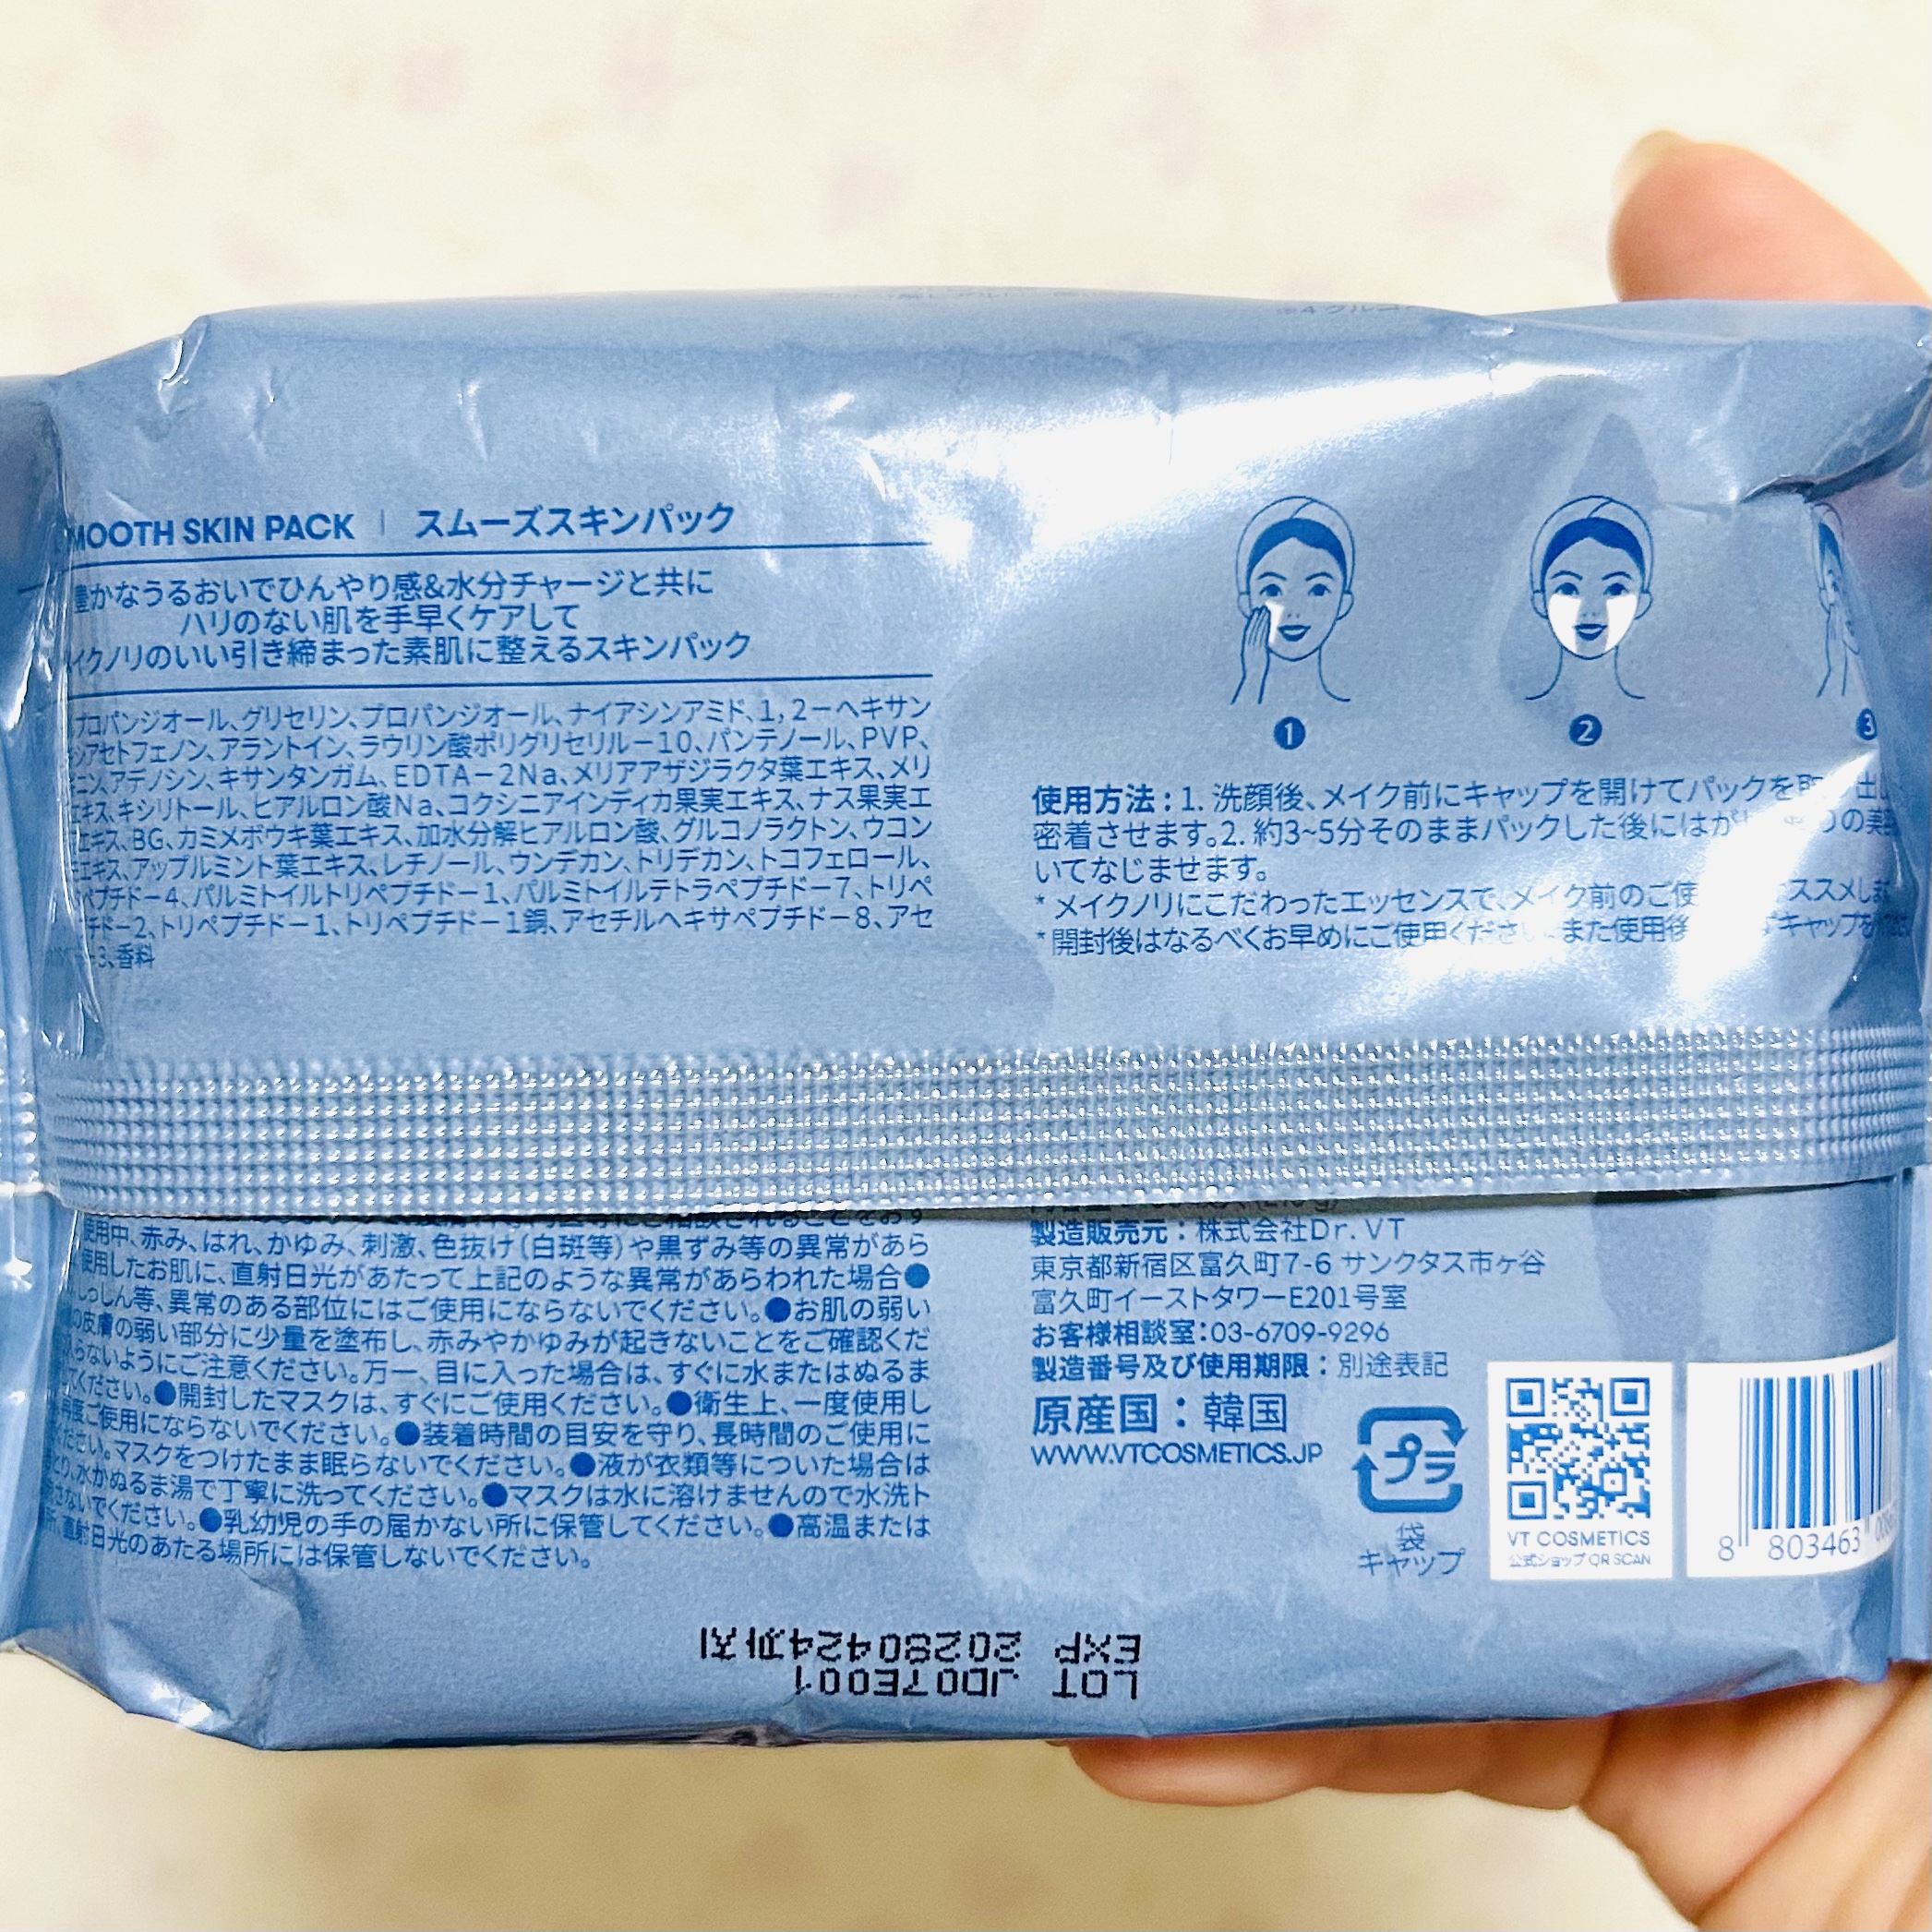 MOOTH SKIN PACK | スムーズスキンパック
豊かなうるおいでひんやり感&水分チャージと共に
ハリのない肌を手早くケアして
メイクノリのいい引き締まった素肌に整えるスキンパック
プロパンジオール、グリセリン、プロパンジオール、ナイアシンアミド、1,2-ヘキサン
シアセトフェノン、アラントイン、ラウリン酸ポリグリセリル-10、パンテノール、PVP、
ニン、アデノシン、キサンタンガム、EDTA-2Na、メリアアザジラクタ葉エキス、メリ
エキス、キシリトール、ヒアルロン酸Na、コクシニアインディカ果実エキス、ナス果実エ
エキス、BG、カミメボウキ葉エキス、加水分解ヒアルロン酸、グルコノラクトン、ウコン
エキス、アップルミント葉エキス、レチノール、ウンデカン、トリデカン、トコフェロール、
ペプチド-4、パルミトイルトリペプチド-1、パルミトイルテトラペプチド-7、トリペ
チド-2、トリペプチド-1、トリペプチド-1銅、アセチルヘキサペプチド-8、アセ
-3、香料
1
2
3
使用方法:1. 洗顔後、メイク前にキャップを開けてパックを取 出
密着させます。2. 約3~5分そのままパックした後にはが の美
いてなじませます。
* メイクノリにこだわったエッセンスで、メイク前のご使 オススメしま
* 開封後はなるべくお早めにご使用ください。また使用後 キャップを
使用中、赤み、はれ、かゆみ、刺激、色抜け(白斑等)や黒ずみ等の異常があら
使用したお肌に、直射日光があたって上記のような異常があらわれた場合●
しっしん等、異常のある部位にはご使用にならないでください。●お肌の弱い
の皮膚の弱い部分に少量を塗布し、赤みやかゆみが起きないことをご確認くだ
入らないようにご注意ください。万一、目に入った場合は、すぐに水またはぬるま
ください。●開封したマスクは、すぐにご使用ください。●衛生上、一度使用し
再度ご使用にならないでください。●装着時間の目安を守り、長時間のご使用に
ください。マスクをつけたまま眠らないでください。●液が衣類等についた場合は
とり、水かぬるま湯で丁寧に洗ってください。●マスクは水に溶けませんので水洗ト
さないでください。●乳幼児の手の届かない所に保管してください。●高温または
所、直射日光のあたる場所には保管しないでください。
製造販売元:株式会社Dr.VT
東京都新宿区富久町7-6 サンクタス市ヶ谷
富久町イーストタワーE201号室
お客様相談室:03-6709-9296
製造番号及び使用期限:別途表記
原産国:韓国
WWW.VTCOSMETICS.JP
プラ
袋
キャップ
VT COSMETICS
公式ショップ QR SCAN
8 803463
LOT JD07E001
EXP 20280424까지